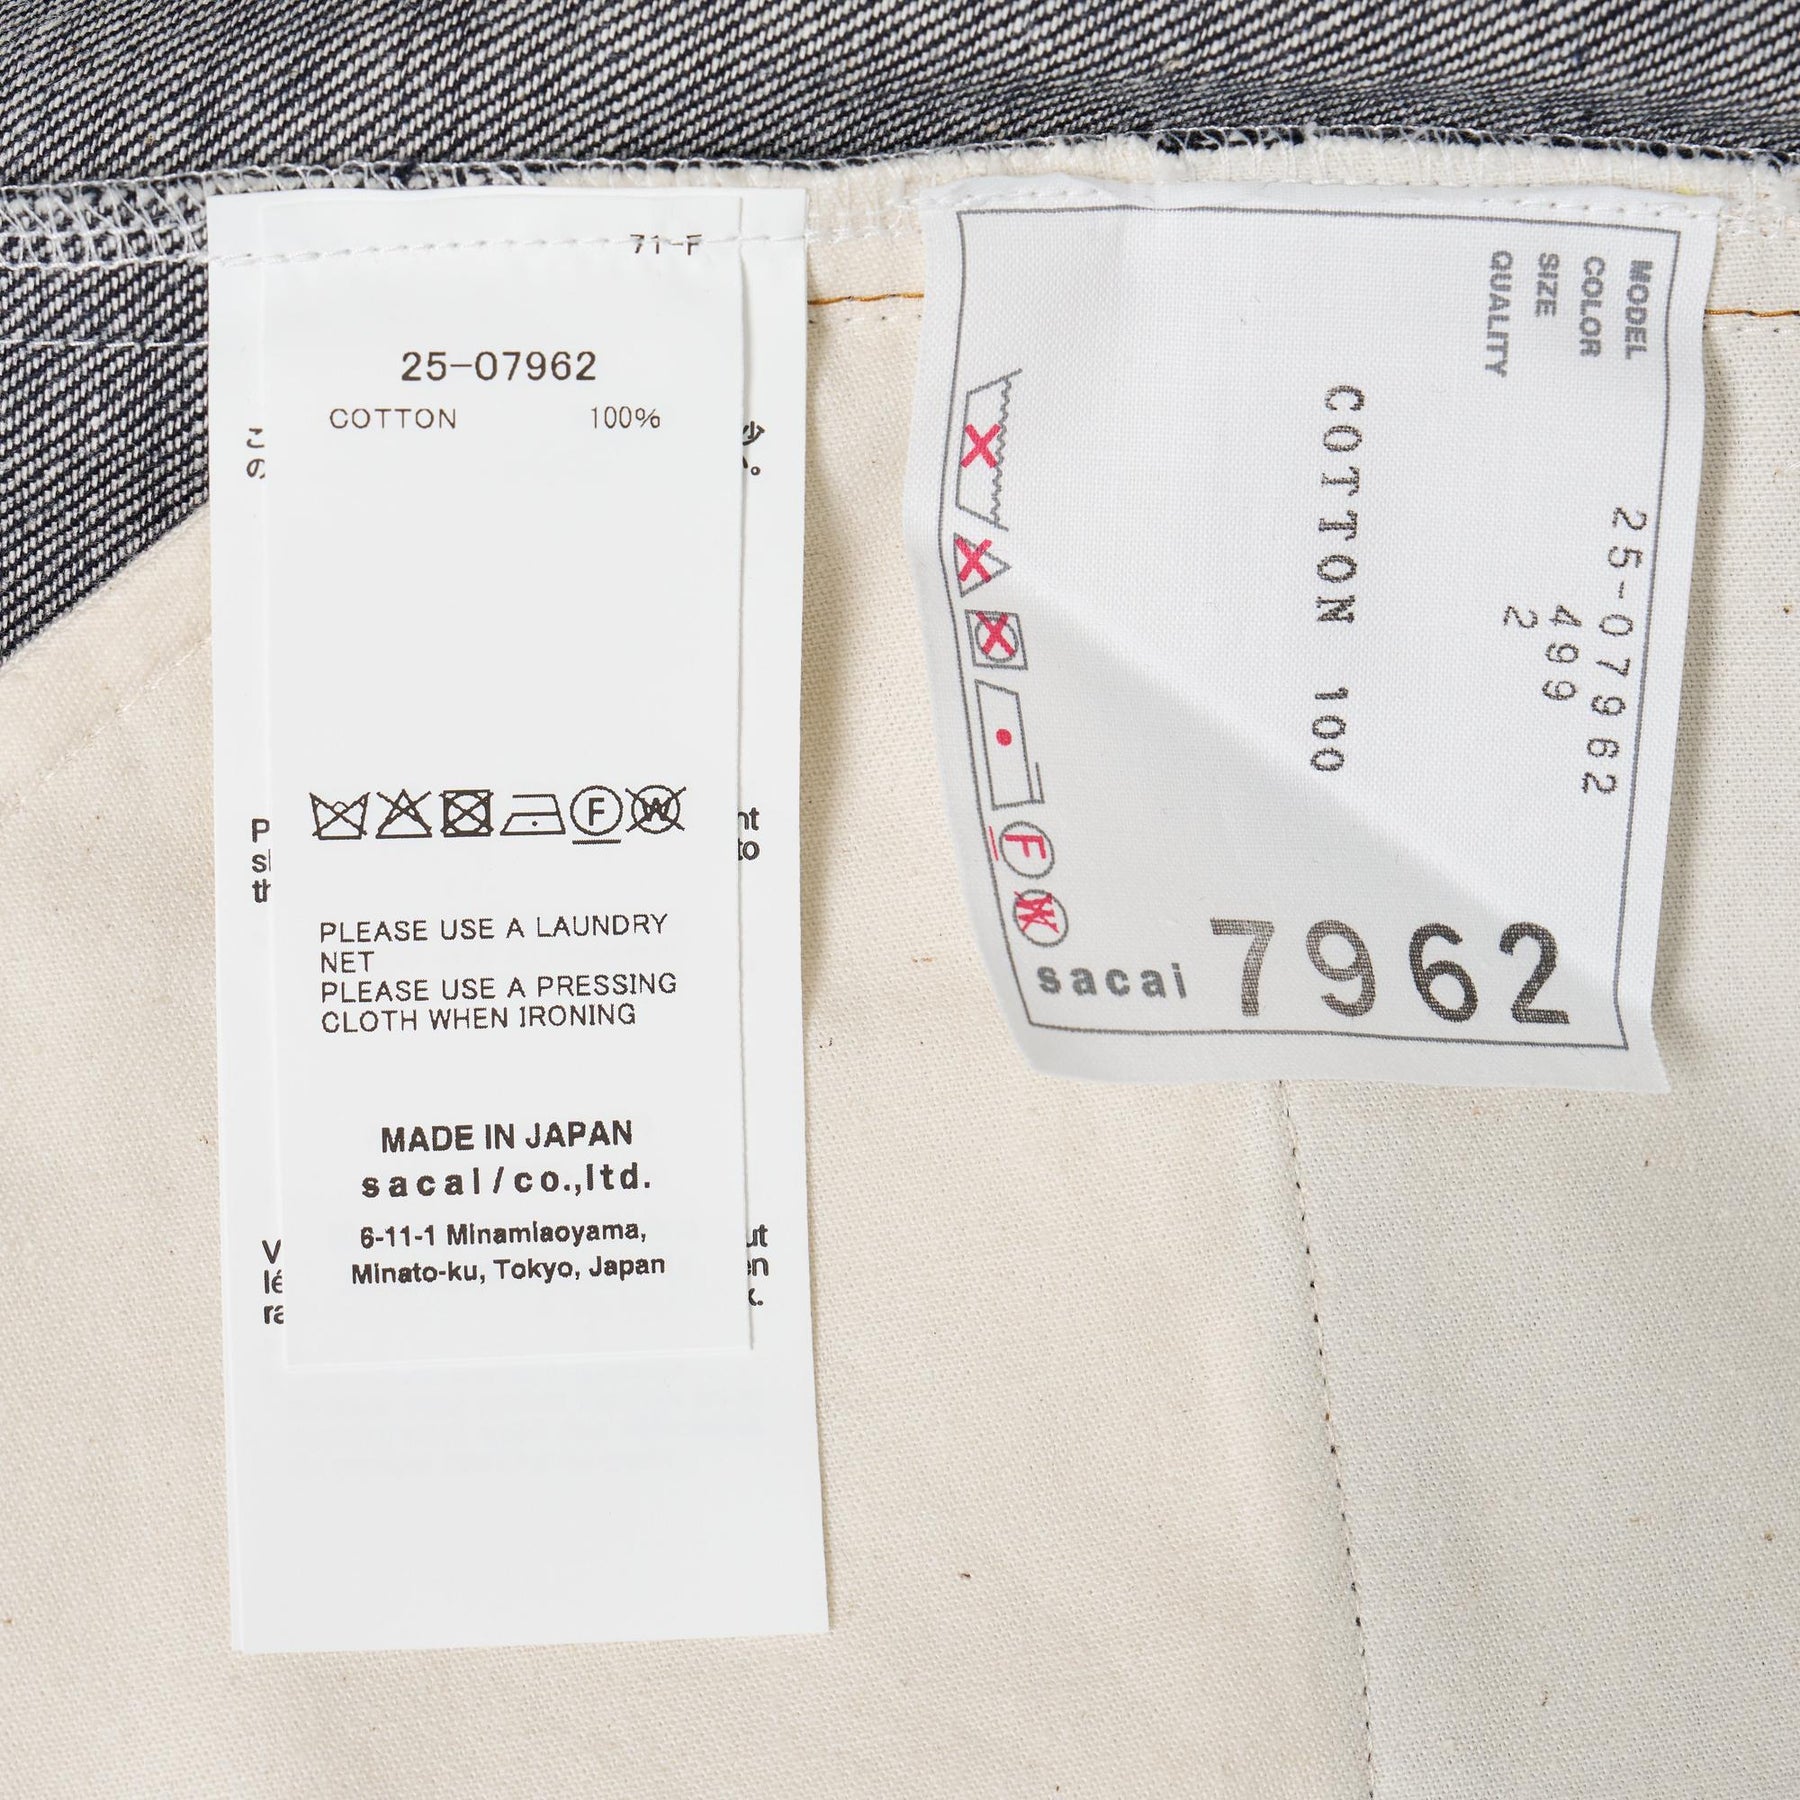 71-F
25-07962
COTTON 100%
F W
PLEASE USE A LAUNDRY
NET
PLEASE USE A PRESSING
CLOTH WHEN IRONING
MADE IN JAPAN
sacai/co.,ltd.
6-11-1 Minamiaoyama,
Minato-ku, Tokyo, Japan
MODEL 25-07962
COLOR 499
SIZE 2
QUALITY
COTTON 100
F W
sacai 7962